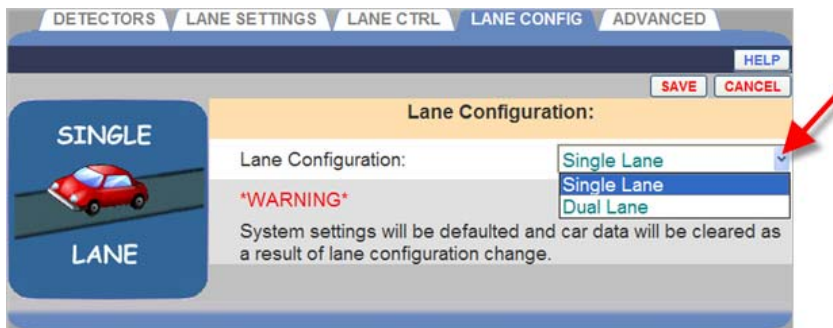 DETECTORS LANE SETTINGS LANE CTRL LANE CONFIG ADVANCED
HELP
SAVE CANCEL
SINGLE
LANE
Lane Configuration:
Lane Configuration: Single Lane
Single Lane
Dual Lane
*WARNING*
System settings will be defaulted and car data will be cleared as
a result of lane configuration change.